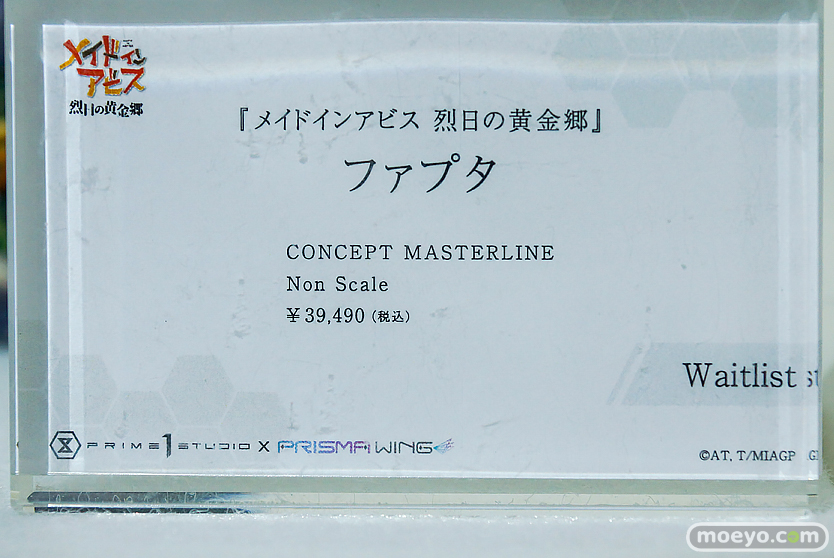 メイドインアビス
烈日の黄金郷
『メイドインアビス 烈日の黄金郷』
ファプタ
CONCEPT MASTERLINE
Non Scale
¥39,490(税込)
Waitlist
PRIME 1 STUDIO X PRISMA WING
©AT, T/MIAGP
moeyo.com